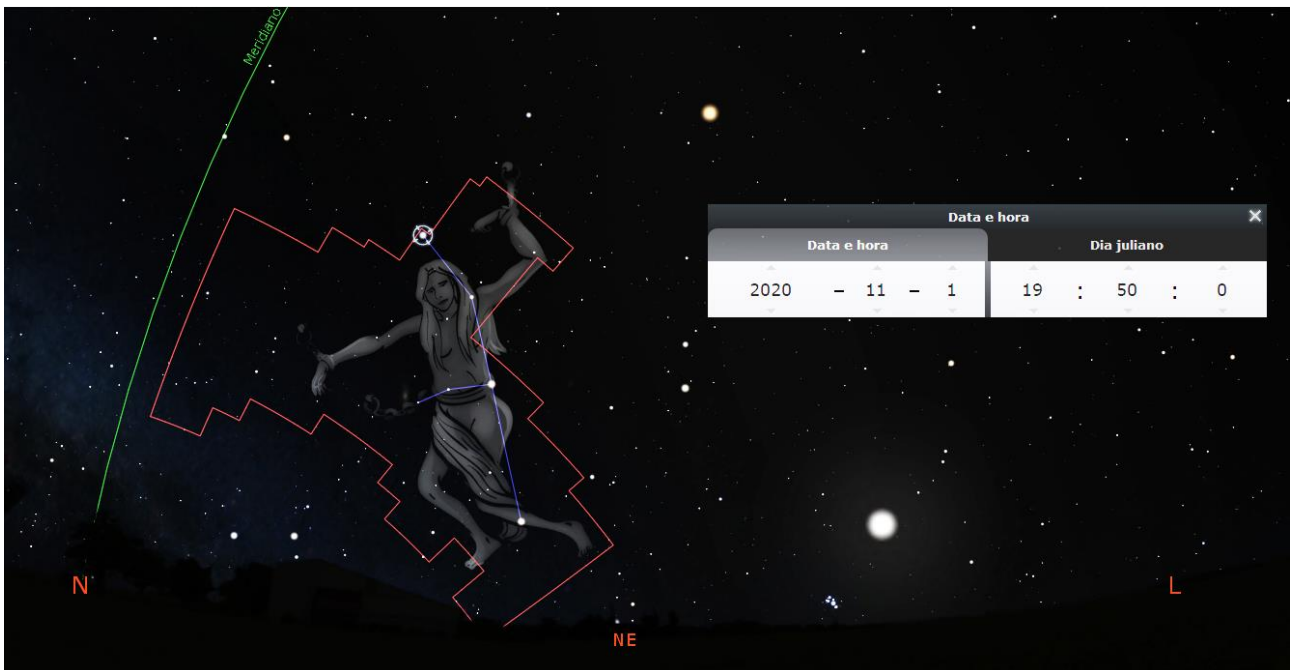 Meridiano
Data e hora ×
Data e hora Dia juliano
2020 – 11 – 1 19 : 50 : 0
N
L
NE